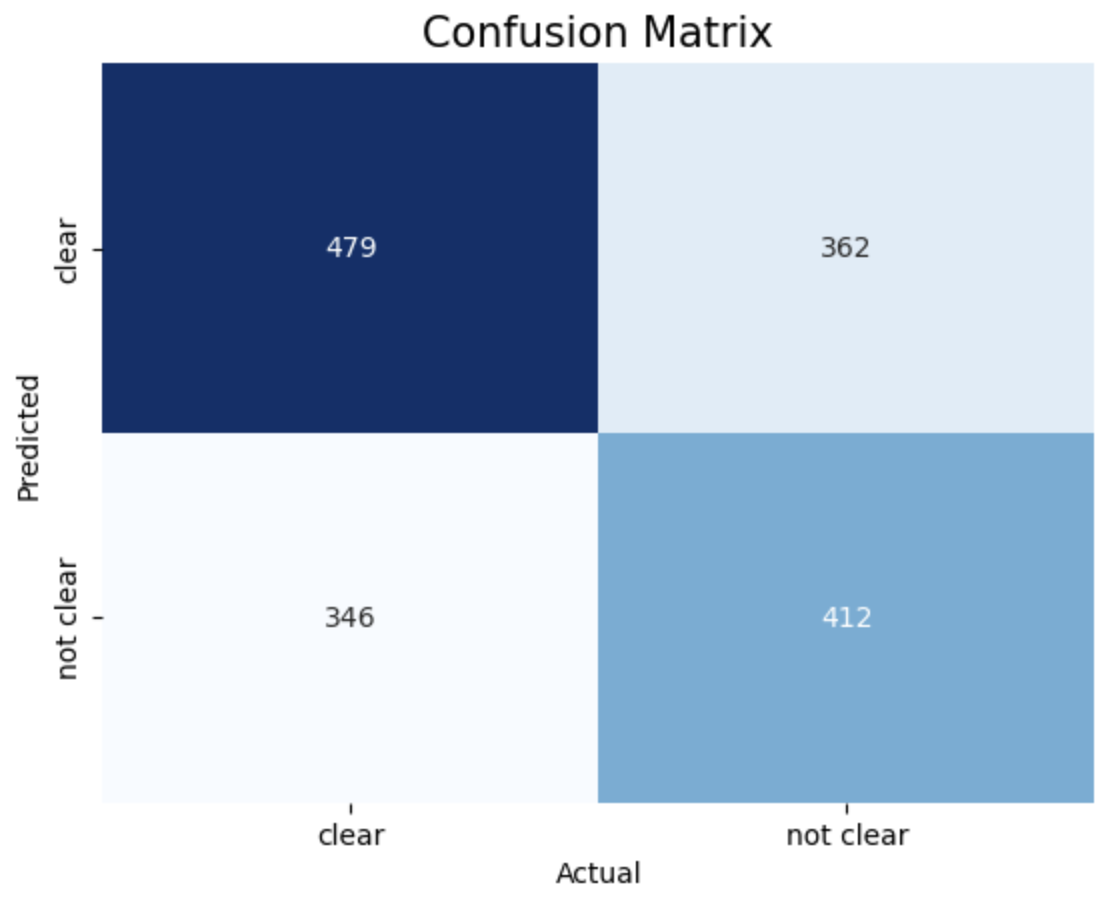 Confusion Matrix
clear
479
362
Predicted
not clear
346
412
clear
not clear
Actual